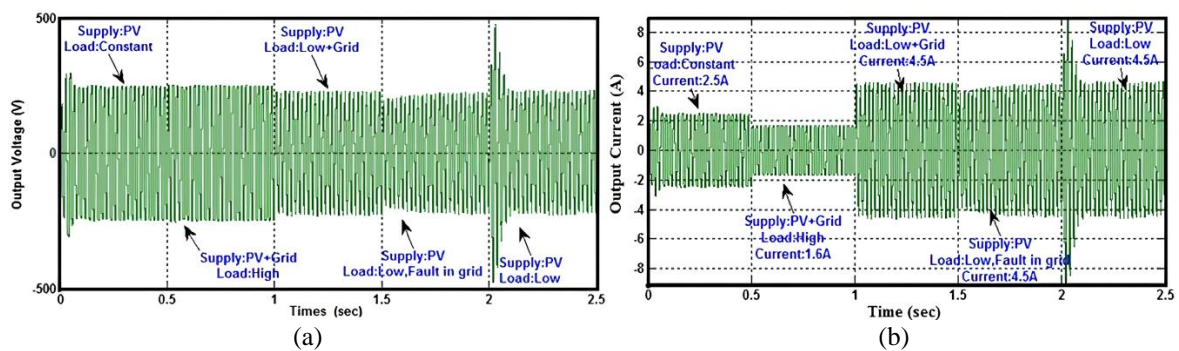 500
0
-500
Output Voltage (V)
Supply:PV
Load:Constant
Supply:PV
Load:Low+Grid
Supply:PV+Grid
Load:High
Supply:PV
Load:Low,Fault in grid
Supply:PV
Load:Low
0 0.5 1 1.5 2 2.5
Times (sec)
(a)
8
6
4
2
0
-2
-4
-6
-8
Output Current (A)
Supply:PV
Load:Constant
Current:2.5A
Supply:PV
Load:Low+Grid
Current:4.5A
Supply:PV
Load:Low
Current:4.5A
Supply:PV+Grid
Load:High
Current:1.6A
Supply:PV
Load:Low,Fault in grid
Current:4.5A
0 0.5 1 1.5 2 2.5
Time (sec)
(b)